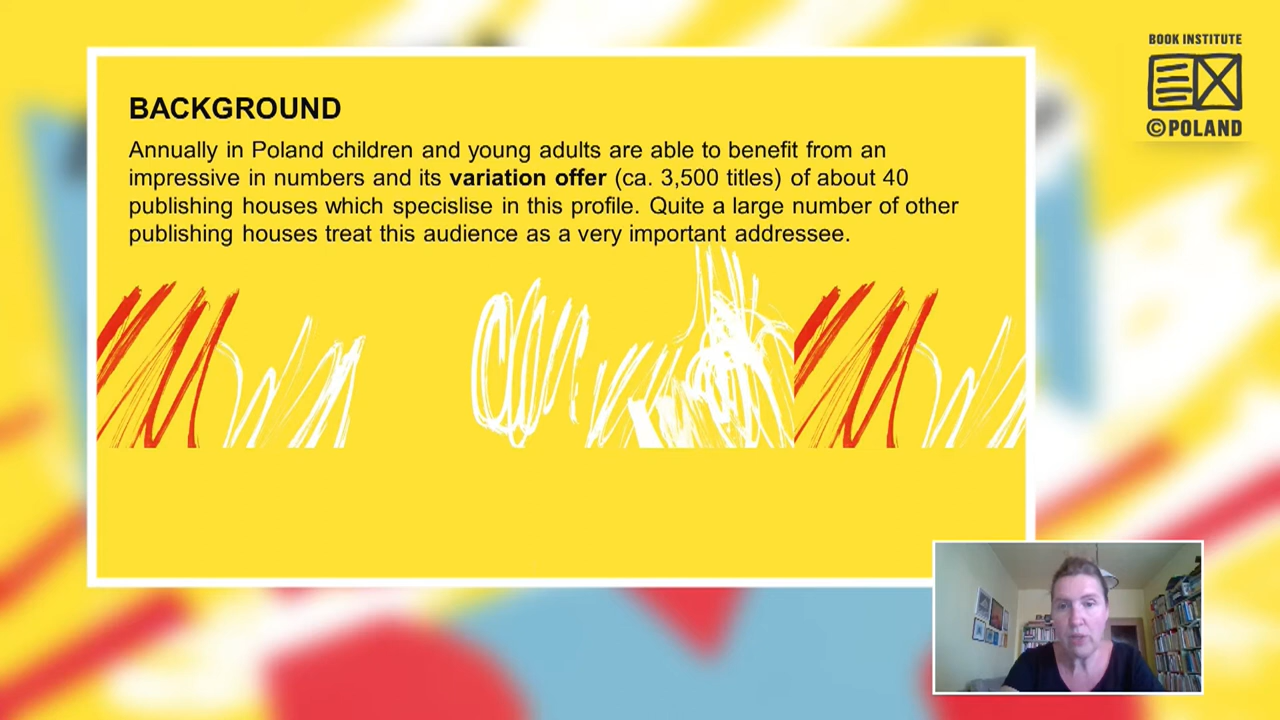 BACKGROUND
Annually in Poland children and young adults are able to benefit from an
impressive in numbers and its variation offer (ca. 3,500 titles) of about 40
publishing houses which specislise in this profile. Quite a large number of other
publishing houses treat this audience as a very important addressee.
BOOK INSTITUTE
©POLAND